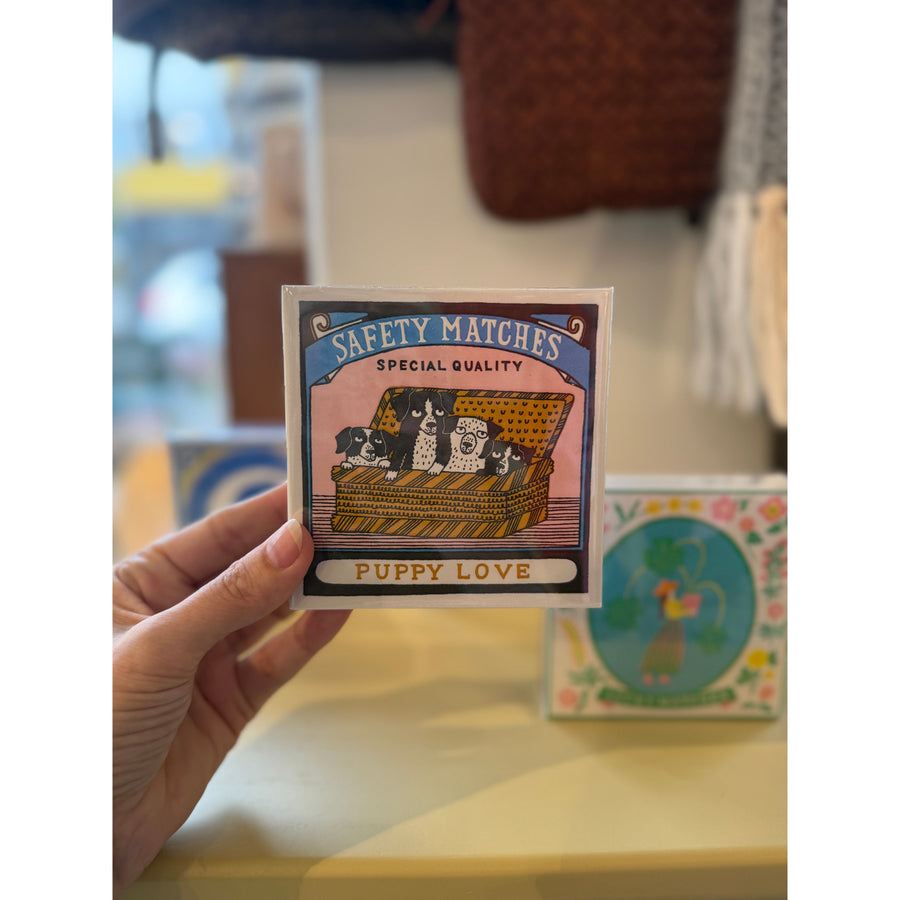 SAFETY MATCHES
SPECIAL QUALITY
PUPPY LOVE